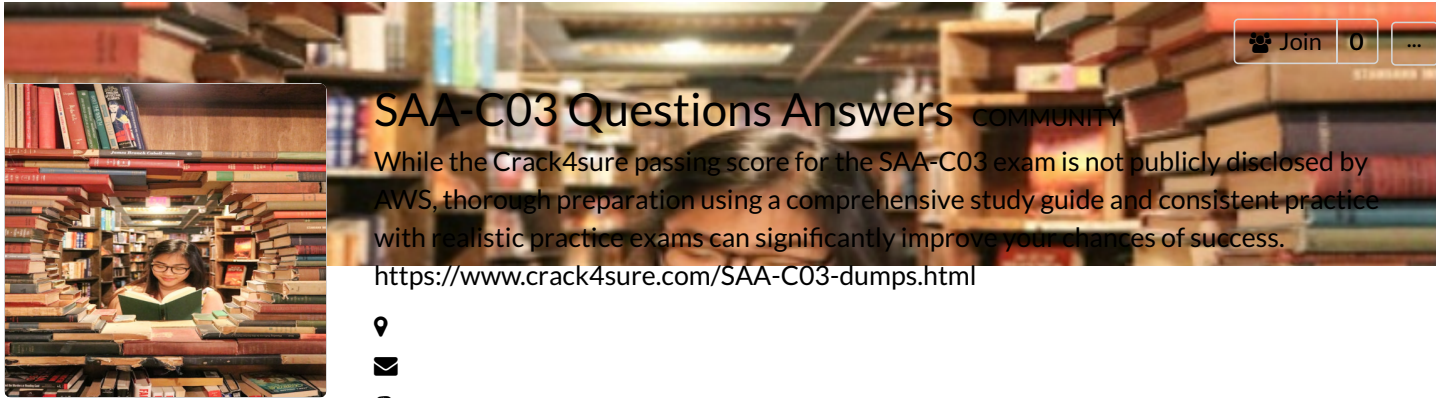 Join 0 ...
SAA-C03 Questions Answers COMMUNITY
While the Crack4sure passing score for the SAA-C03 exam is not publicly disclosed by
AWS, thorough preparation using a comprehensive study guide and consistent practice
with realistic practice exams can significantly improve your chances of success.
https://www.crack4sure.com/SAA-C03-dumps.html